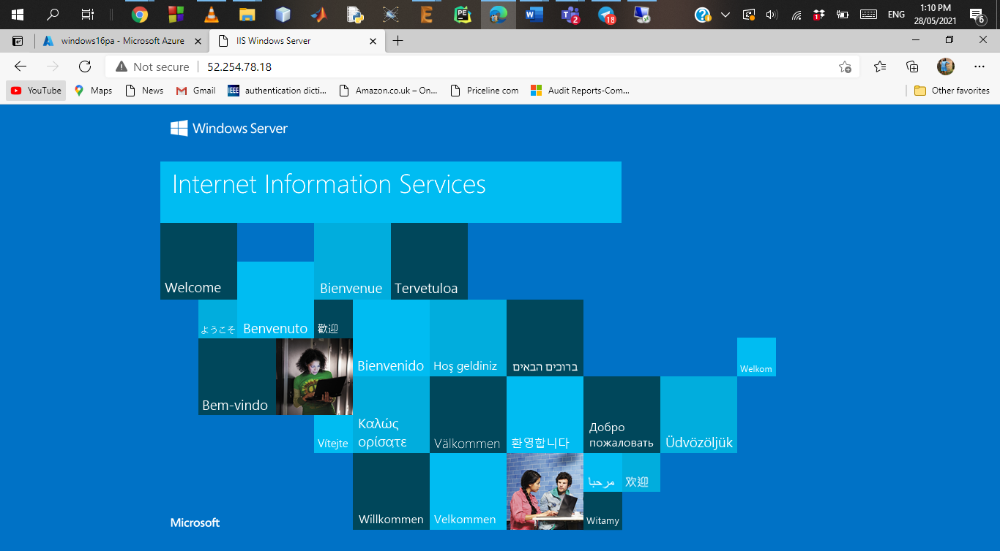 ENG
1:10 PM
28/05/2021
1
2
18
6
windows16pa - Microsoft Azure
IIS Windows Server
Not secure
52.254.78.18
YouTube
Maps
News
Gmail
IEEE
authentication dicti...
Amazon.co.uk – On...
Priceline com
Audit Reports-Com...
Other favorites
Windows Server
Internet Information Services
Welcome
Bienvenue
Tervetuloa
ようこそ
Benvenuto
歡迎
Bienvenido
Hoş geldiniz
ברוכים הבאים
Welkom
Bem-vindo
Vítejte
Καλώς
ορίσατε
Välkommen
환영합니다
Добро
пожаловать
Üdvözöljük
Willkommen
Velkommen
مرحبا
欢迎
Witamy
Microsoft